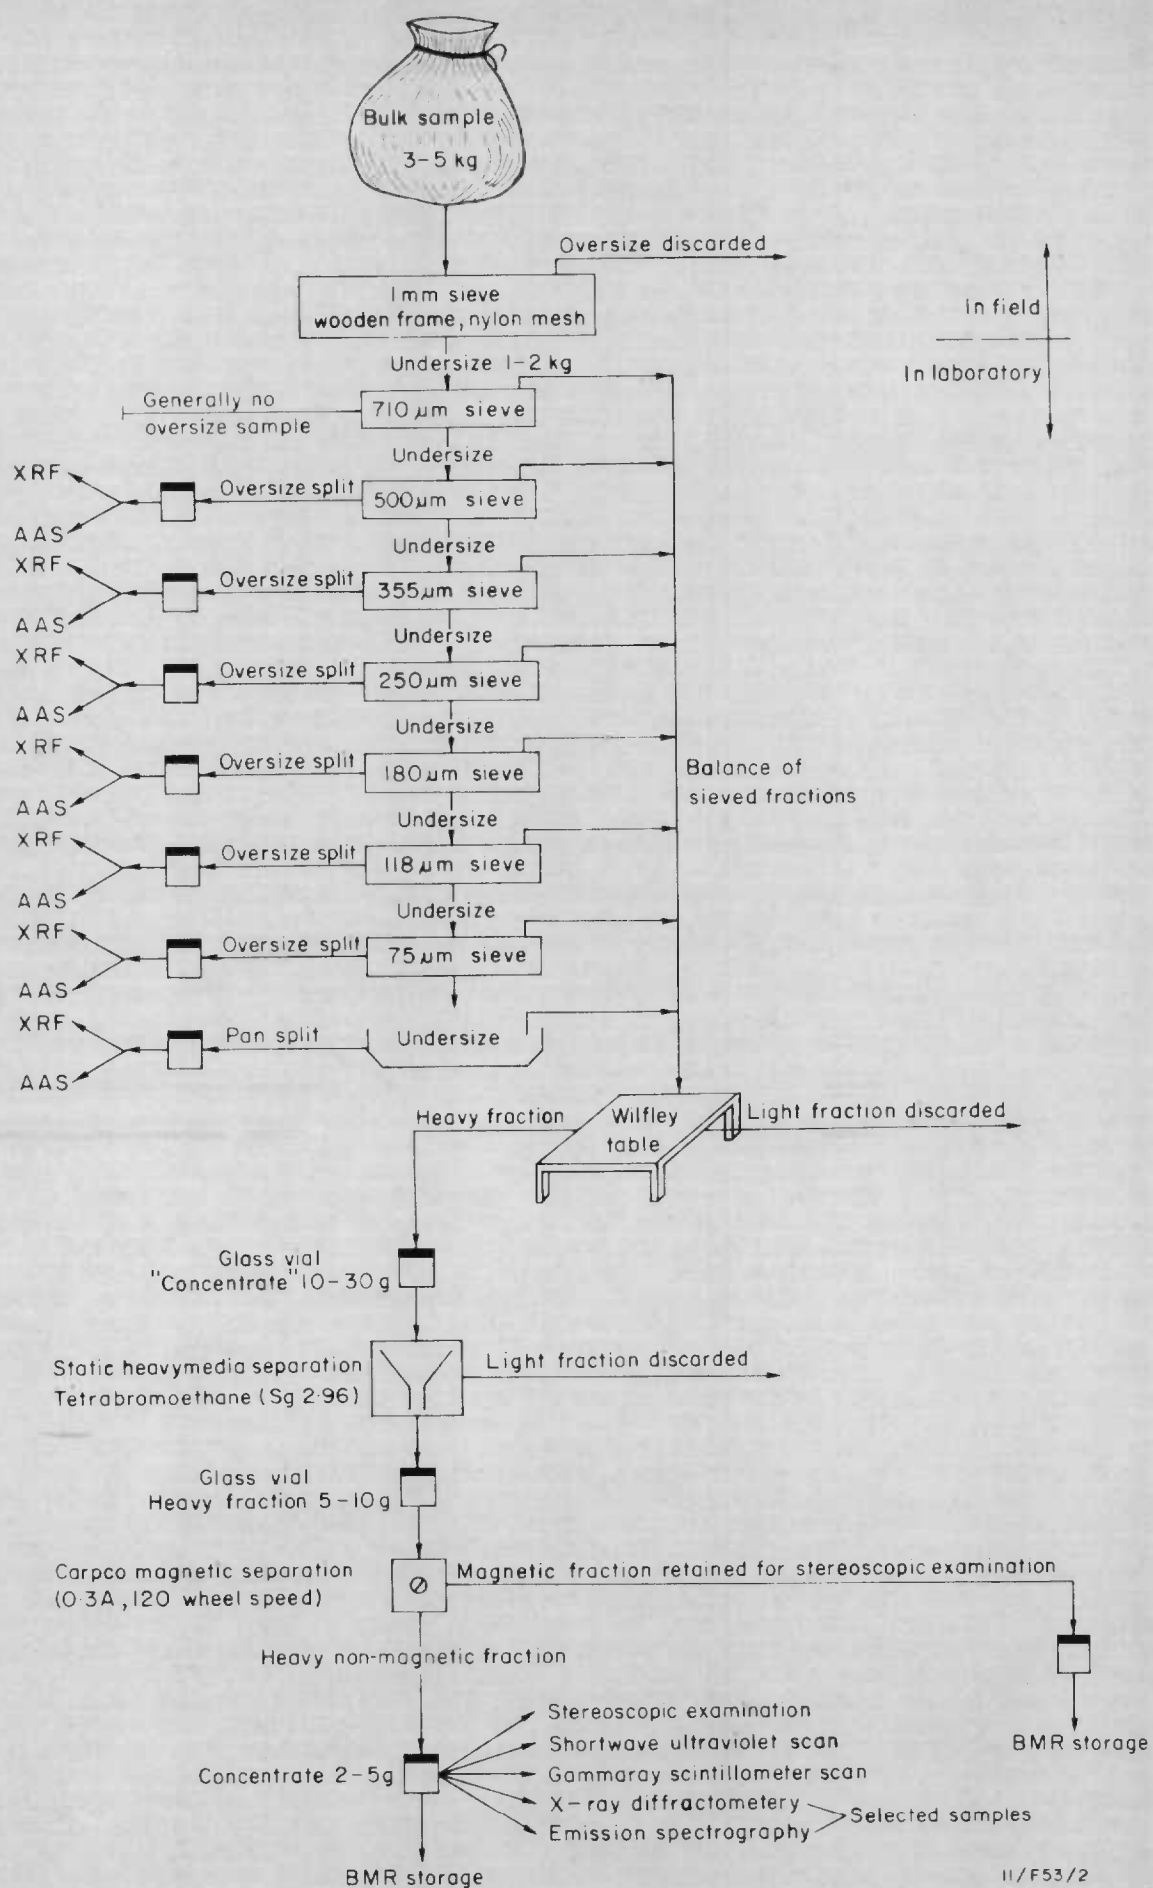 Bulk sample
3-5 kg
Oversize discarded
1mm sieve
wooden frame, nylon mesh
In field
In laboratory
Undersize 1-2 kg
Generally no
oversize sample
710 µm sieve
Undersize
XRF
AAS
Oversize split
500µm sieve
Undersize
XRF
AAS
Oversize split
355µm sieve
Undersize
XRF
AAS
Oversize split
250µm sieve
Undersize
XRF
AAS
Oversize split
180µm sieve
Balance of
sieved fractions
Undersize
XRF
AAS
Oversize split
118µm sieve
Undersize
XRF
AAS
Oversize split
75µm sieve
XRF
AAS
Pan split
Undersize
Heavy fraction
Wilfley
table
Light fraction discarded
Glass vial
"Concentrate" 10-30g
Static heavymedia separation
Tetrabromoethane (Sg 2·96)
Light fraction discarded
Glass vial
Heavy fraction 5-10g
Carpco magnetic separation
(0·3A, 120 wheel speed)
Magnetic fraction retained for stereoscopic examination
Heavy non-magnetic fraction
BMR storage
Concentrate 2-5g
Stereoscopic examination
Shortwave ultraviolet scan
Gammaray scintillometer scan
X-ray diffractometery
Emission spectrography
Selected samples
BMR storage
11/F53/2